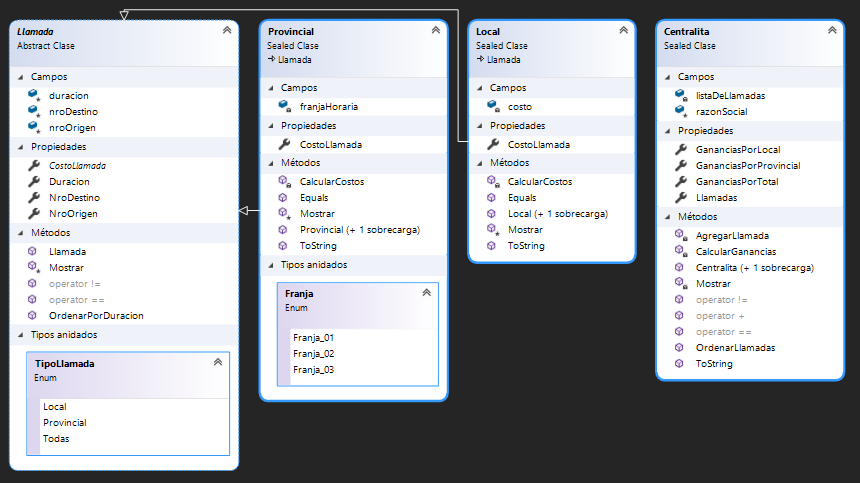 Llamada
Abstract Clase
Campos
duracion
nroDestino
nroOrigen
Propiedades
CostoLlamada
Duracion
NroDestino
NroOrigen
Métodos
Llamada
Mostrar
operator !=
operator ==
OrdenarPorDuracion
Tipos anidados
TipoLlamada
Enum
Local
Provincial
Todas
Provincial
Sealed Clase
Llamada
Campos
franjaHoraria
Propiedades
CostoLlamada
Métodos
CalcularCostos
Equals
Mostrar
Provincial (+ 1 sobrecarga)
ToString
Tipos anidados
Franja
Enum
Franja_01
Franja_02
Franja_03
Local
Sealed Clase
Llamada
Campos
costo
Propiedades
CostoLlamada
Métodos
CalcularCostos
Equals
Local (+ 1 sobrecarga)
Mostrar
ToString
Centralita
Sealed Clase
Campos
listaDeLlamadas
razonSocial
Propiedades
GananciasPorLocal
GananciasPorProvincial
GananciasPorTotal
Llamadas
Métodos
AgregarLlamada
CalcularGanancias
Centralita (+ 1 sobrecarga)
Mostrar
operator !=
operator +
operator ==
OrdenarLlamadas
ToString